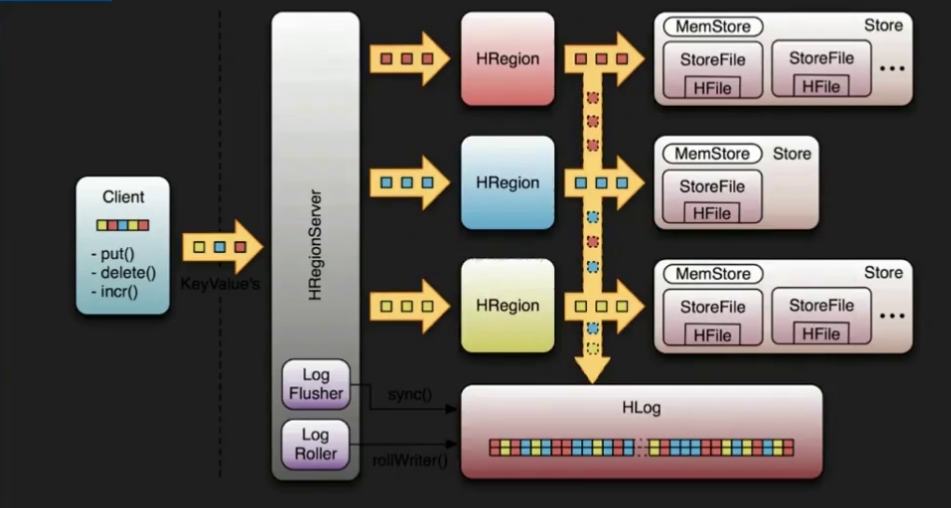 Client
- put()
- delete()
- incr()
KeyValue's
HRegionServer
Log
Flusher
Log
Roller
sync()
rollWriter()
HRegion
MemStore
Store
StoreFile
HFile
StoreFile
HFile
...
HRegion
MemStore
Store
StoreFile
HFile
HRegion
MemStore
Store
StoreFile
HFile
StoreFile
HFile
...
HLog